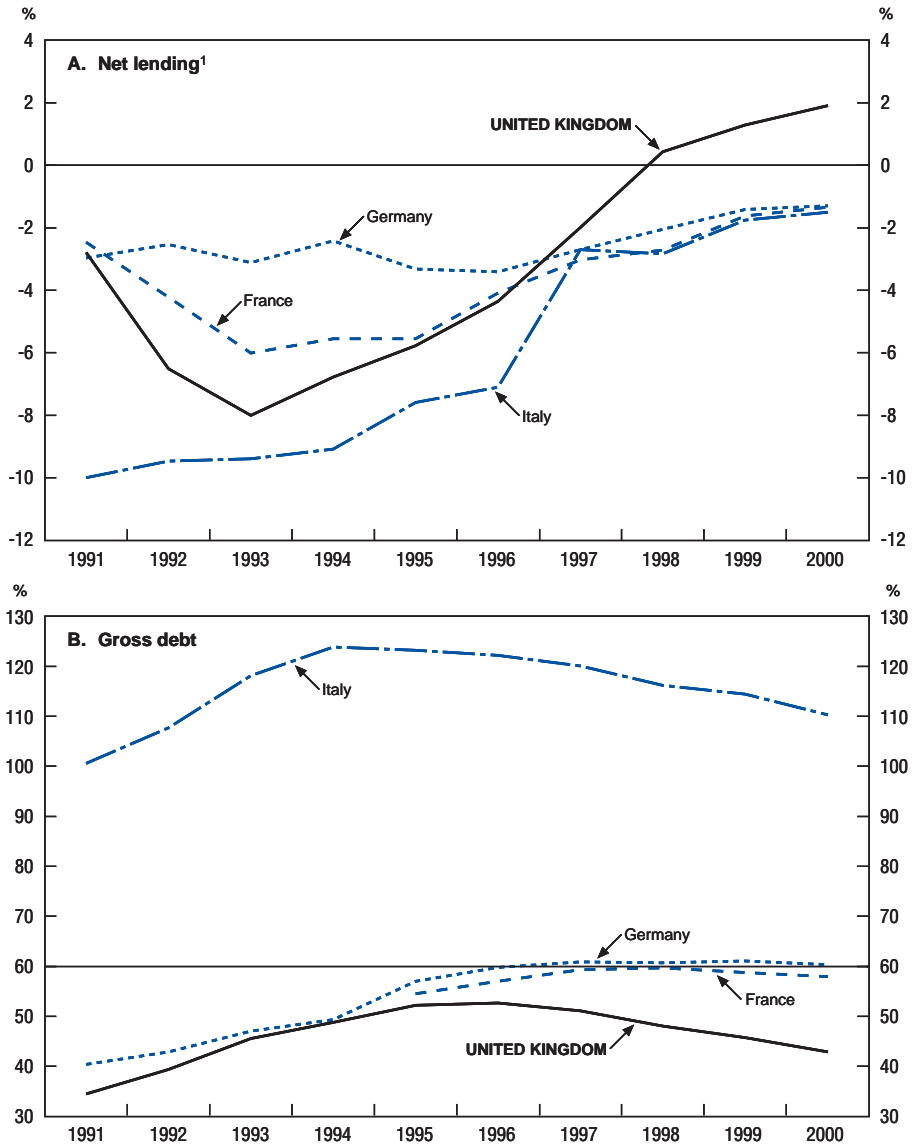 % %
A. Net lending¹
4 4
UNITED KINGDOM
2 2
0 0
Germany
-2 -2
France
-4 -4
-6 -6
Italy
-8 -8
-10 -10
-12 -12
1991 1992 1993 1994 1995 1996 1997 1998 1999 2000
% %
130 130
B. Gross debt
120 120
Italy
110 110
100 100
90 90
80 80
70 70
Germany
60 60
France
50 50
UNITED KINGDOM
40 40
30 30
1991 1992 1993 1994 1995 1996 1997 1998 1999 2000